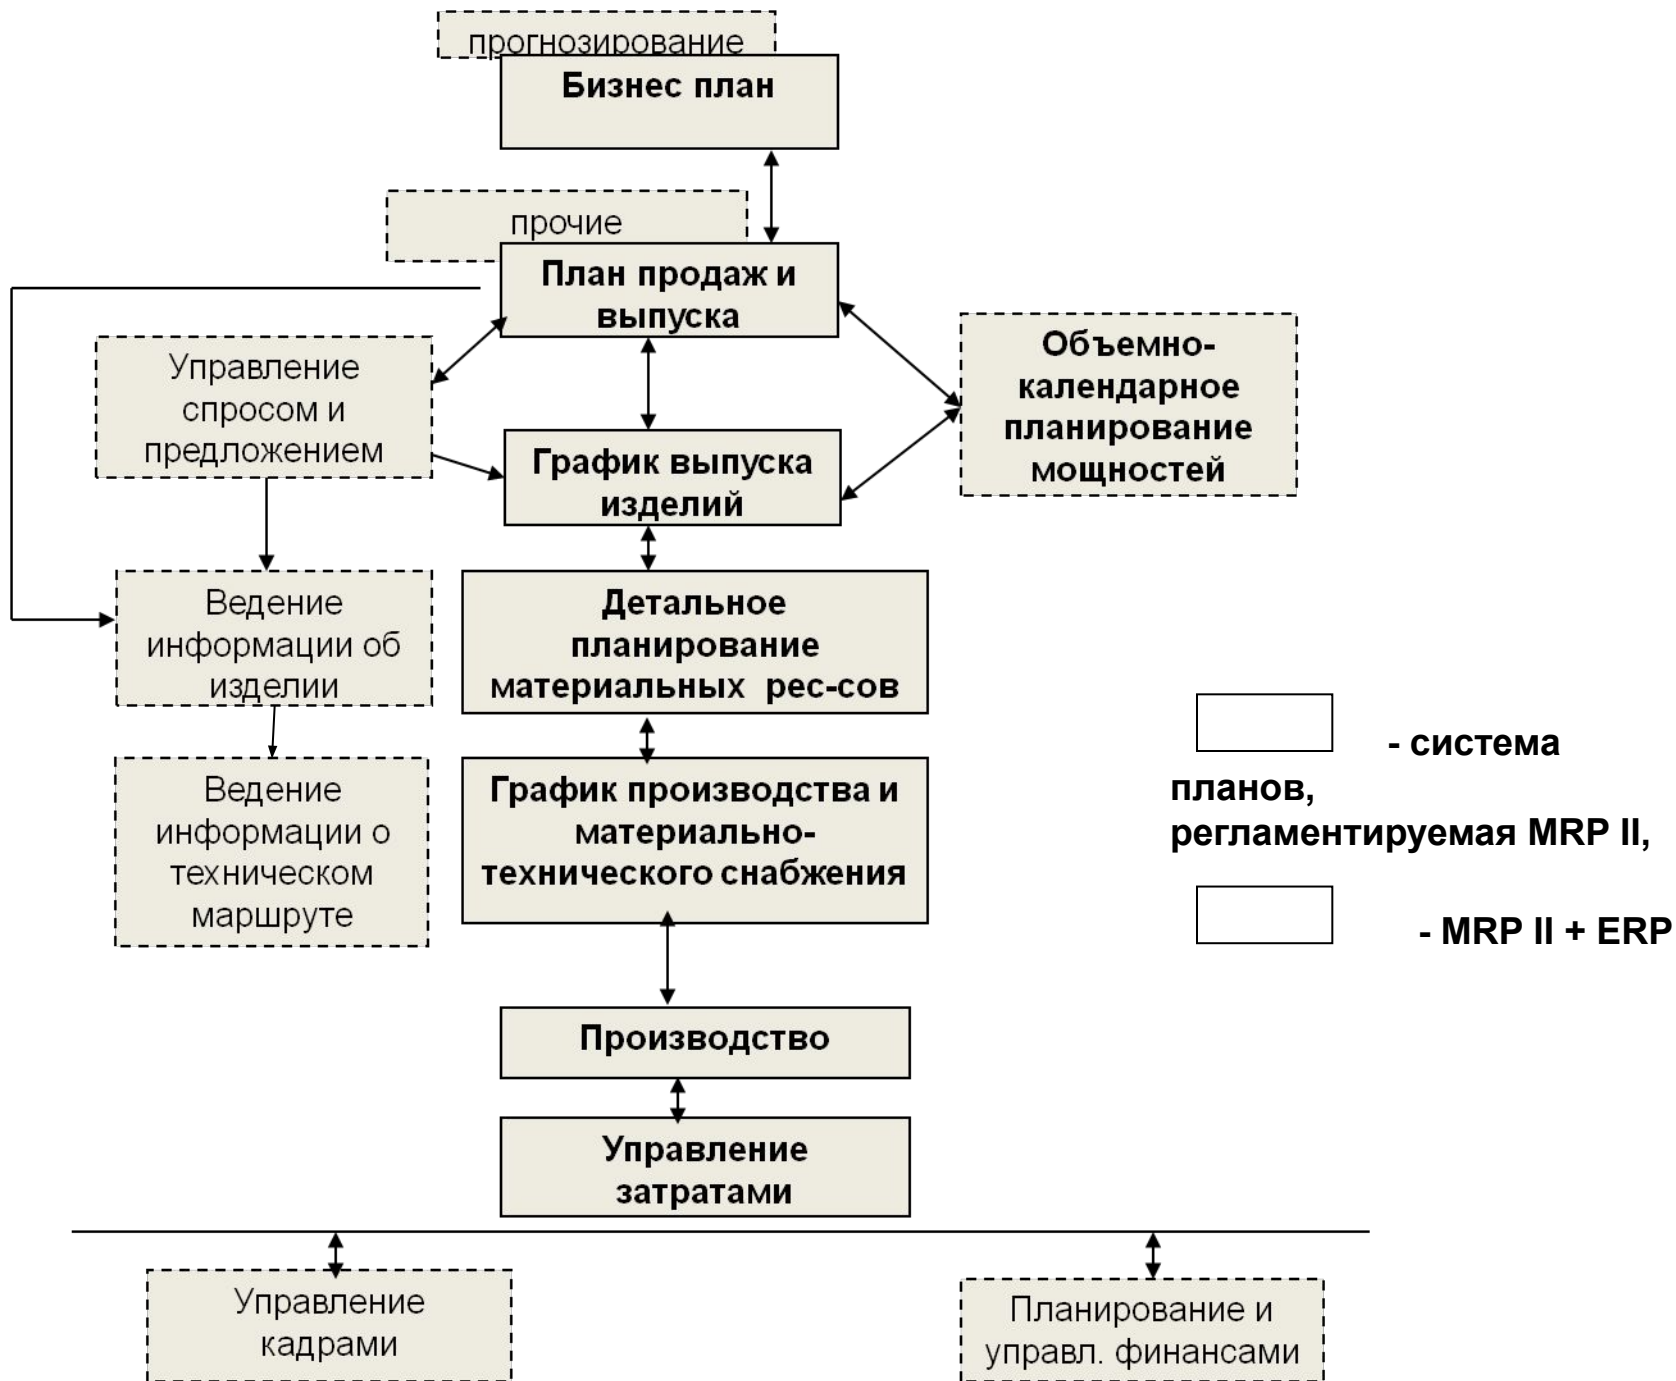 прогнозирование
Бизнес план
прочие
План продаж и
выпуска
Управление
спросом и
предложением
Объемно-
календарное
планирование
мощностей
График выпуска
изделий
Ведение
информации об
изделии
Детальное
планирование
материальных рес-сов
Ведение
информации о
техническом
маршруте
График производства и
материально-
технического снабжения
- система
планов,
регламентируемая MRP II,
- MRP II + ERP
Производство
Управление
затратами
Управление
кадрами
Планирование и
управл. финансами